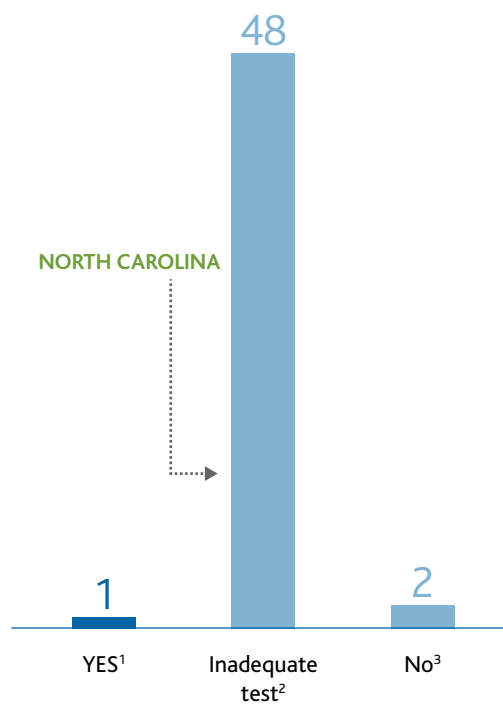 48
NORTH CAROLINA
1
2
YES¹
Inadequate
test²
No³